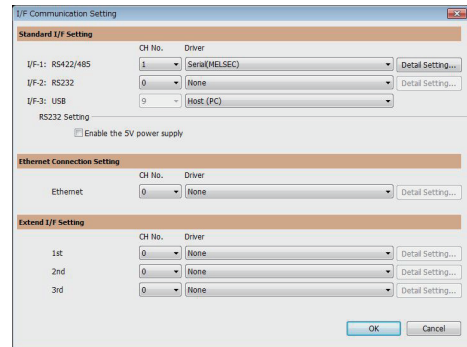 I/F Communication Setting
Standard I/F Setting
CH No. Driver
I/F-1: RS422/485 1 Serial(MELSEC) Detail Setting...
I/F-2: RS232 0 None Detail Setting...
I/F-3: USB 9 Host (PC)
RS232 Setting
Enable the 5V power supply
Ethernet Connection Setting
CH No. Driver
Ethernet 0 None Detail Setting...
Extend I/F Setting
CH No. Driver
1st 0 None Detail Setting...
2nd 0 None Detail Setting...
3rd 0 None Detail Setting...
OK Cancel